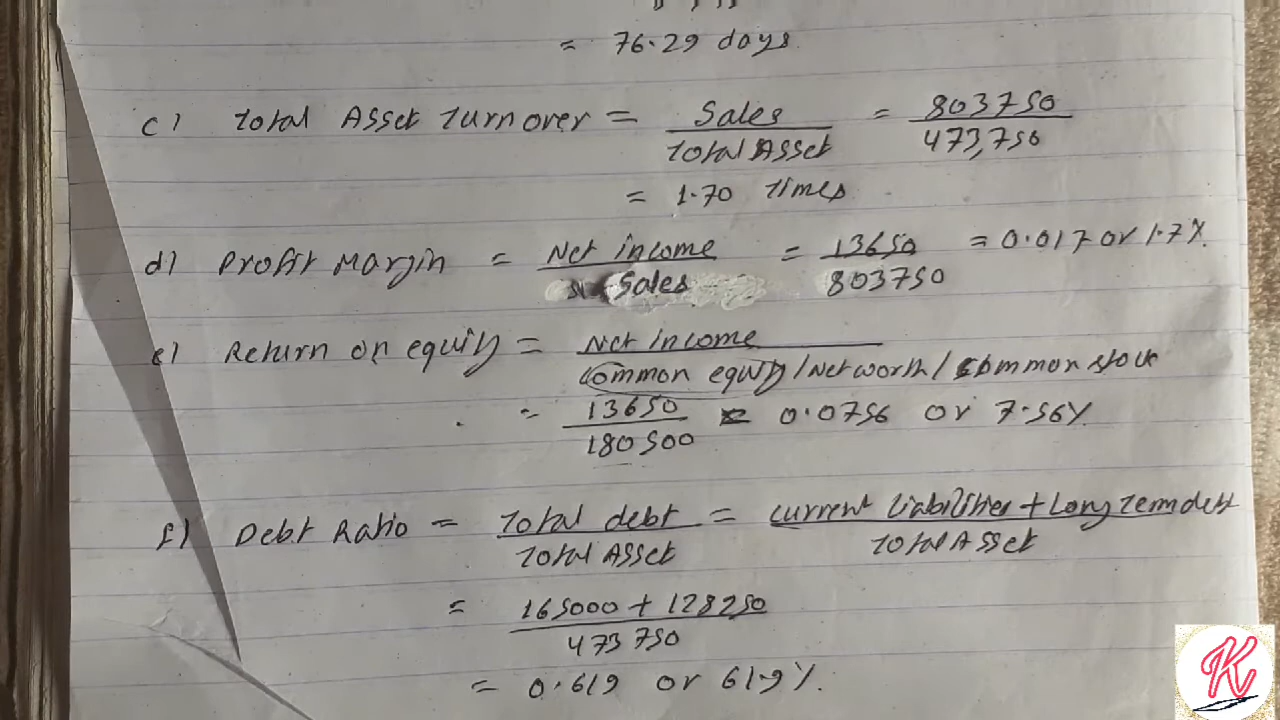 = 76.29 days
c) Total Asset Turnover = Sales / Total Asset = 803750 / 473,750
= 1.70 Times
d) Profit Margin = Net income / Sales = 13650 / 803750 = 0.017 or 1.7%.
e) Return on equity = Net income / Common equity / Net worth / Common stock
= 13650 / 180500 = 0.0756 or 7.56%
f) Debt Ratio = Total debt / Total Asset = Current Liabilities + Long Term debt / Total Asset
= 165000 + 128250 / 473750
= 0.619 or 61.9%.
K